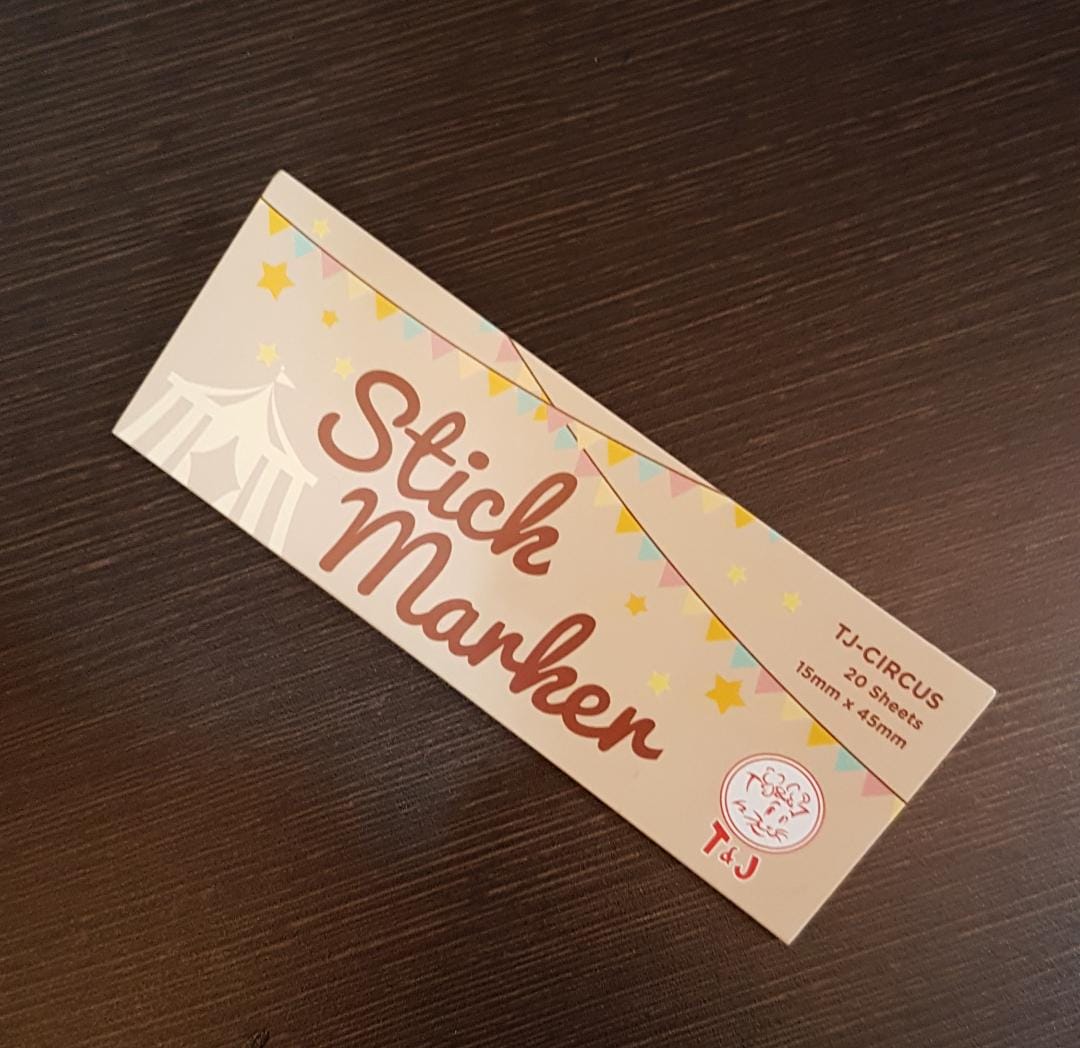 Stick
Marker
TJ-CIRCUS
20 Sheets
15mm x 45mm
T&J